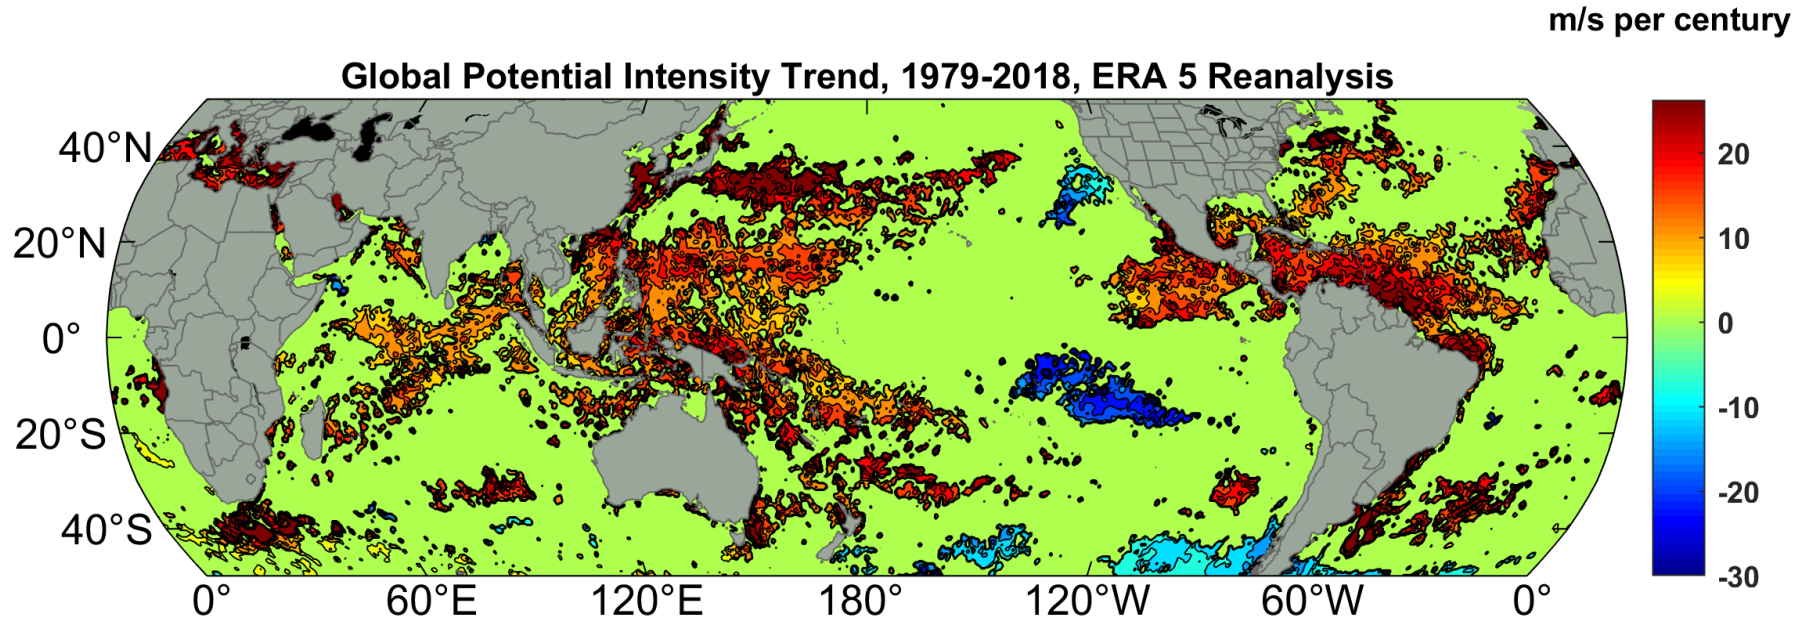 m/s per century
Global Potential Intensity Trend, 1979-2018, ERA 5 Reanalysis
40°N
20°N
0°
20°S
40°S
0°
60°E
120°E
180°
120°W
60°W
0°
20
10
0
-10
-20
-30